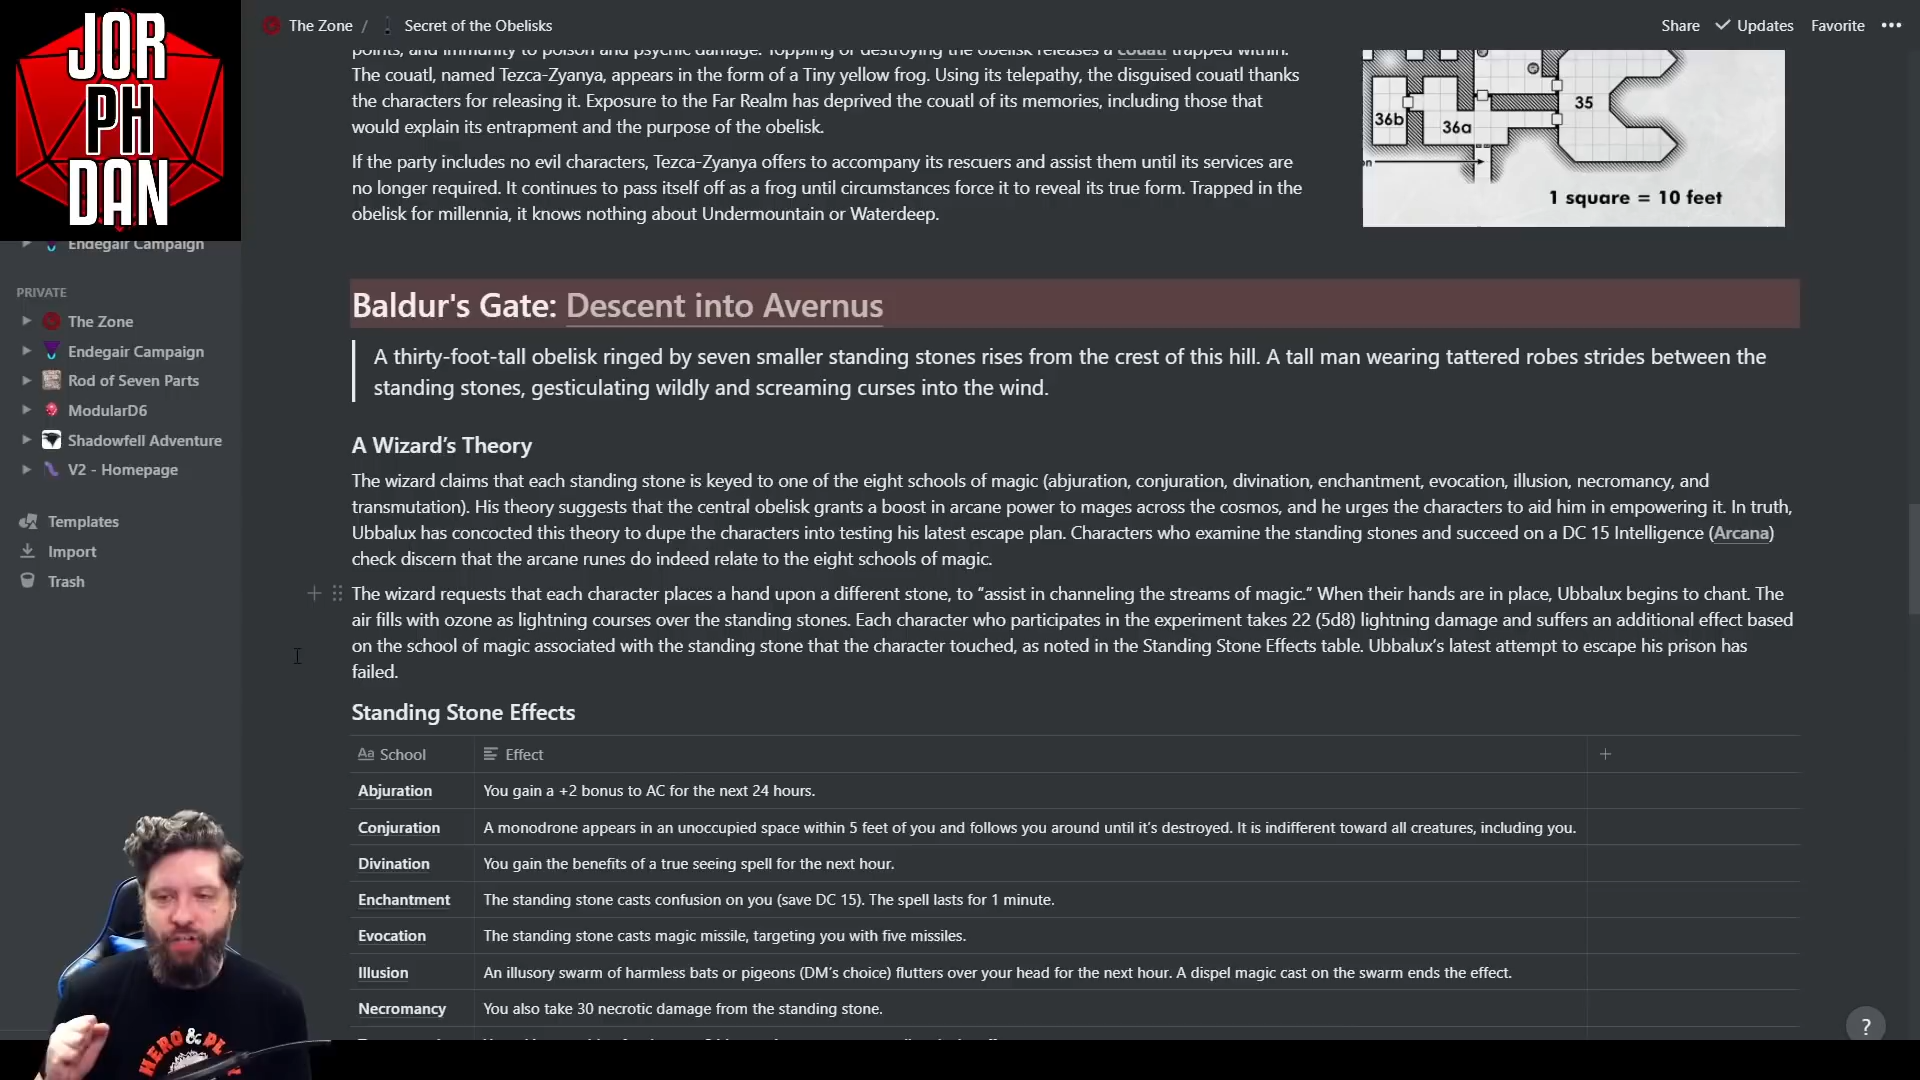 JOR
PH
DAN
The Zone / Secret of the Obelisks
Share Updates Favorite
points, and immunity to poison and psychic damage. Toppling or destroying the obelisk releases a couatl trapped within.
The couatl, named Tezca-Zyanya, appears in the form of a Tiny yellow frog. Using its telepathy, the disguised couatl thanks
the characters for releasing it. Exposure to the Far Realm has deprived the couatl of its memories, including those that
would explain its entrapment and the purpose of the obelisk.
If the party includes no evil characters, Tezca-Zyanya offers to accompany its rescuers and assist them until its services are
no longer required. It continues to pass itself off as a frog until circumstances force it to reveal its true form. Trapped in the
obelisk for millennia, it knows nothing about Undermountain or Waterdeep.
35
36b
36a
1 square = 10 feet
Endegair Campaign
PRIVATE
The Zone
Endegair Campaign
Rod of Seven Parts
ModularD6
Shadowfell Adventure
V2 - Homepage
Templates
Import
Trash
Baldur's Gate: Descent into Avernus
A thirty-foot-tall obelisk ringed by seven smaller standing stones rises from the crest of this hill. A tall man wearing tattered robes strides between the
standing stones, gesticulating wildly and screaming curses into the wind.
A Wizard’s Theory
The wizard claims that each standing stone is keyed to one of the eight schools of magic (abjuration, conjuration, divination, enchantment, evocation, illusion, necromancy, and
transmutation). His theory suggests that the central obelisk grants a boost in arcane power to mages across the cosmos, and he urges the characters to aid him in empowering it. In truth,
Ubbalux has concocted this theory to dupe the characters into testing his latest escape plan. Characters who examine the standing stones and succeed on a DC 15 Intelligence (Arcana)
check discern that the arcane runes do indeed relate to the eight schools of magic.
The wizard requests that each character places a hand upon a different stone, to “assist in channeling the streams of magic.” When their hands are in place, Ubbalux begins to chant. The
air fills with ozone as lightning courses over the standing stones. Each character who participates in the experiment takes 22 (5d8) lightning damage and suffers an additional effect based
on the school of magic associated with the standing stone that the character touched, as noted in the Standing Stone Effects table. Ubbalux’s latest attempt to escape his prison has
failed.
Standing Stone Effects
Aa School Effect
Abjuration You gain a +2 bonus to AC for the next 24 hours.
Conjuration A monodrone appears in an unoccupied space within 5 feet of you and follows you around until it’s destroyed. It is indifferent toward all creatures, including you.
Divination You gain the benefits of a true seeing spell for the next hour.
Enchantment The standing stone casts confusion on you (save DC 15). The spell lasts for 1 minute.
Evocation The standing stone casts magic missile, targeting you with five missiles.
Illusion An illusory swarm of harmless bats or pigeons (DM’s choice) flutters over your head for the next hour. A dispel magic cast on the swarm ends the effect.
Necromancy You also take 30 necrotic damage from the standing stone.
?
HERO &